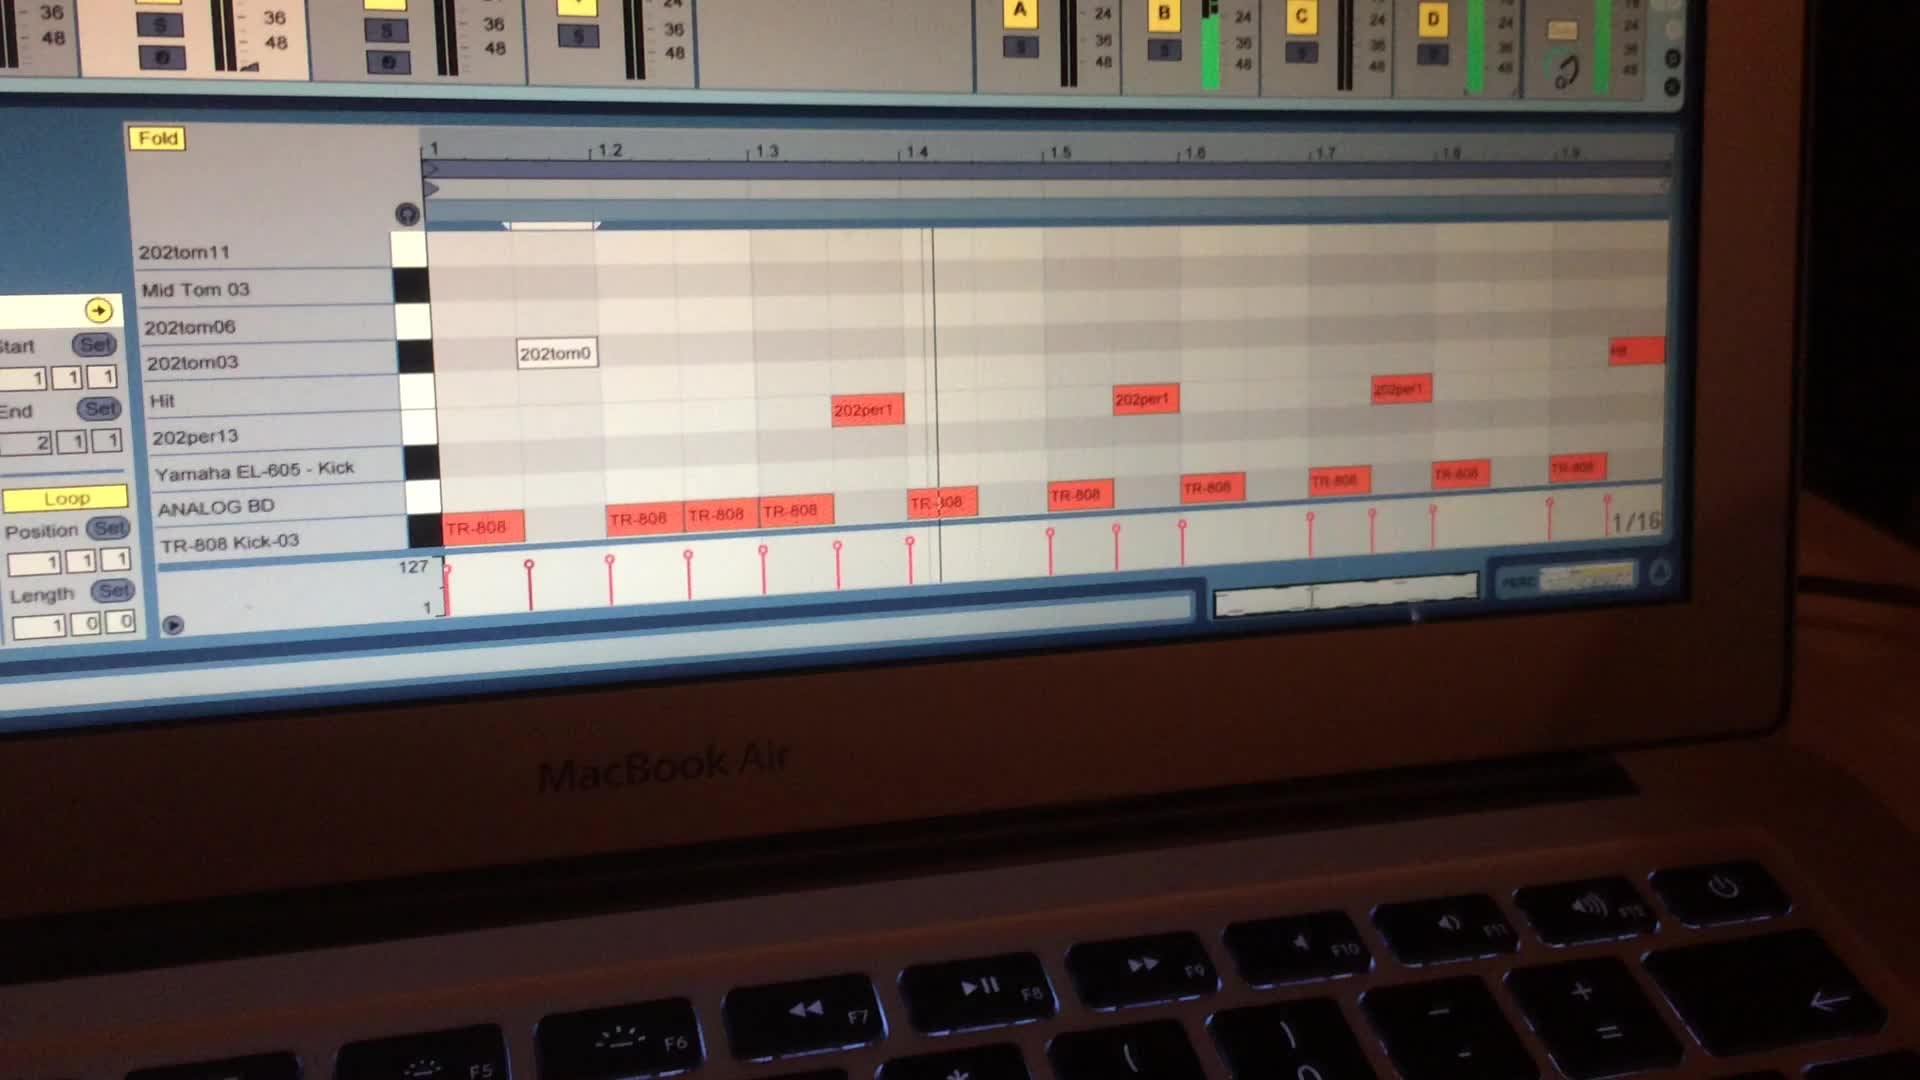 36 36 36 24 24 24 24 24
48 48 48 36 36 36 36 36
48 48 48 48 48
S S S A B C D
S S S
Fold
1 1.2 1.3 1.4 1.5 1.6 1.7 1.8 1.9
202tom11
Mid Tom 03
202tom06
202tom03 202tom0
Hit Hit
202per13 202per1 202per1 202per1
Yamaha EL-605 - Kick
ANALOG BD
TR-808 Kick-03
TR-808 TR-808 TR-808 TR-808 TR-808 TR-808 TR-808 TR-808 TR-808 TR-808
127
1
1/16
Start Set
1 1 1
End Set
2 1 1
Loop
Position Set
1 1 1
Length Set
1 0 0
MacBook Air
F5 F6 F7 F8 F9 F10 F11 F12
* ( ) - + =